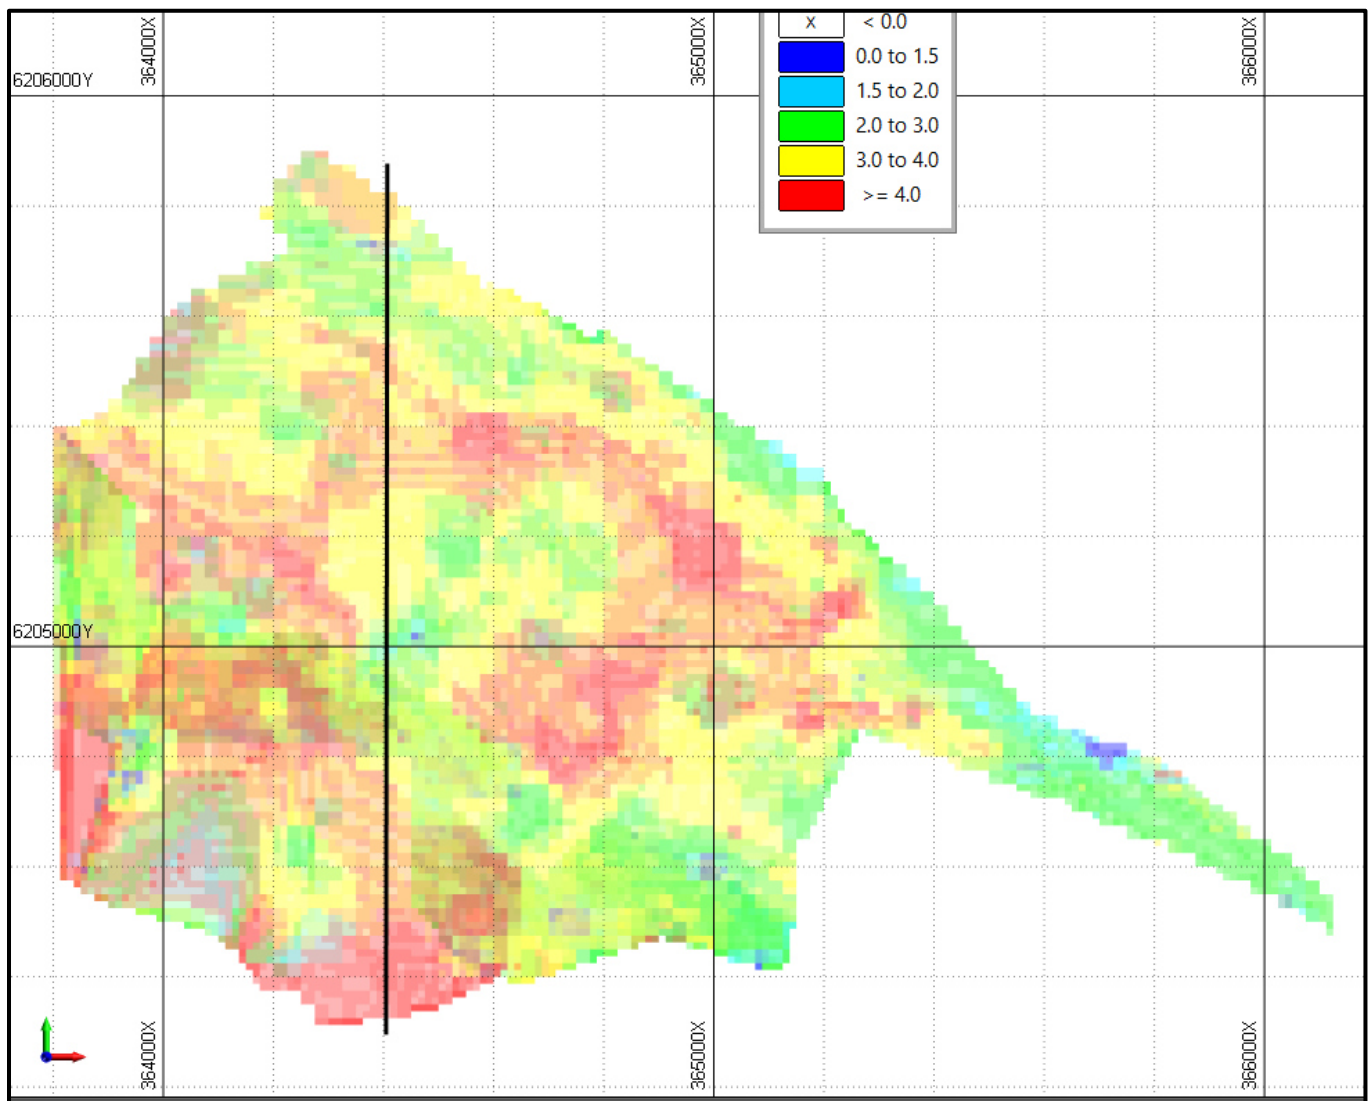 364000X
365000X
366000X
x < 0.0
0.0 to 1.5
1.5 to 2.0
2.0 to 3.0
3.0 to 4.0
>= 4.0
6206000Y
6205000Y
364000X
365000X
366000X